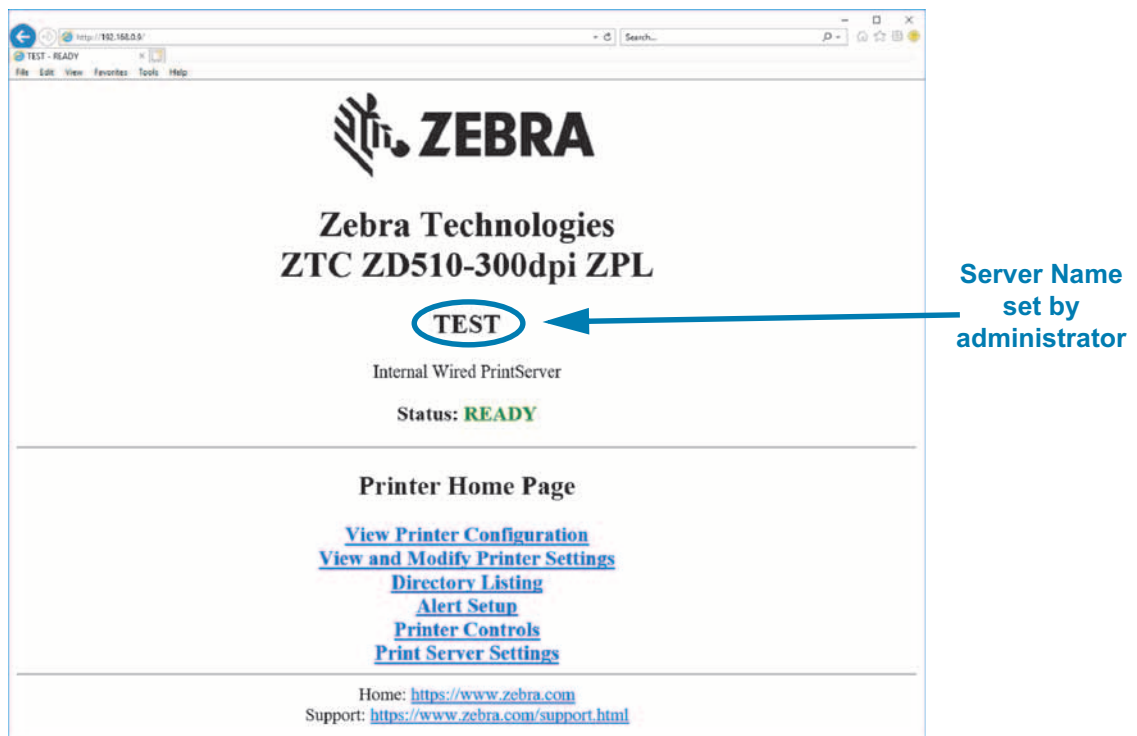 http://192.168.0.9/
Search...
TEST - READY
File Edit View Favorites Tools Help
ZEBRA
Zebra Technologies
ZTC ZD510-300dpi ZPL
TEST
Server Name
set by
administrator
Internal Wired PrintServer
Status: READY
Printer Home Page
View Printer Configuration
View and Modify Printer Settings
Directory Listing
Alert Setup
Printer Controls
Print Server Settings
Home: https://www.zebra.com
Support: https://www.zebra.com/support.html